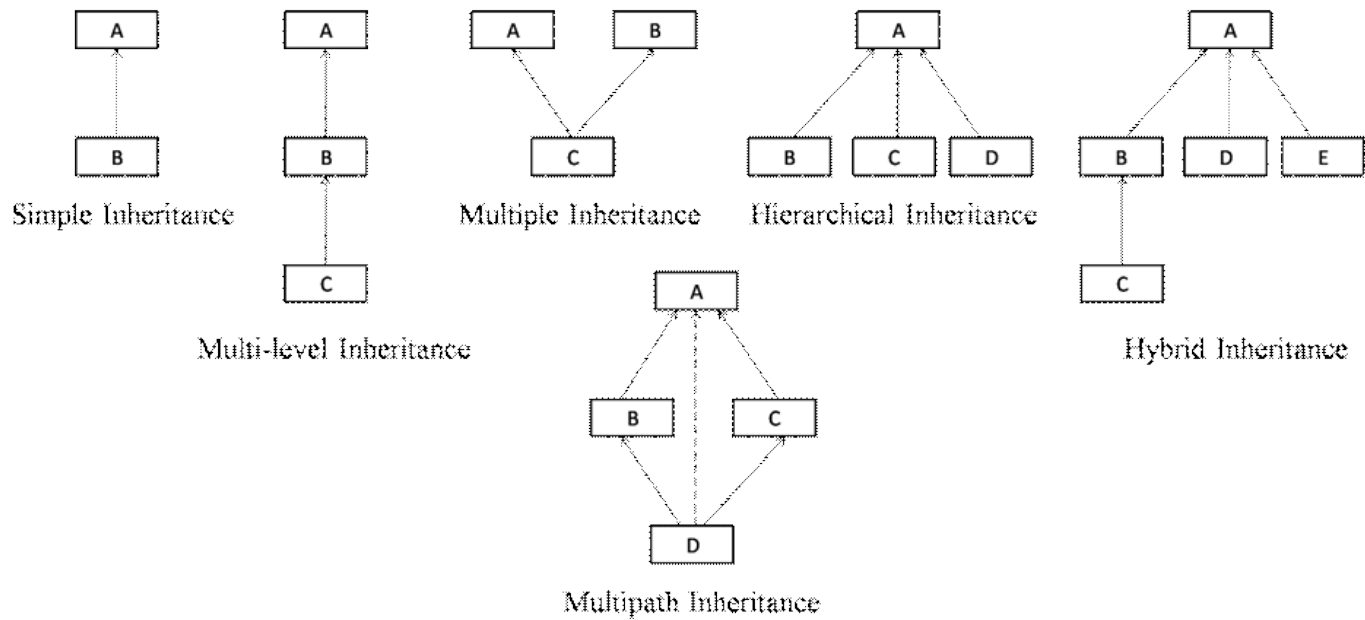 A
B
Simple Inheritance
A
B
C
Multi-level Inheritance
A B
C
Multiple Inheritance
A
B C D
Hierarchical Inheritance
A
B D E
C
Hybrid Inheritance
A
B C
D
Multipath Inheritance